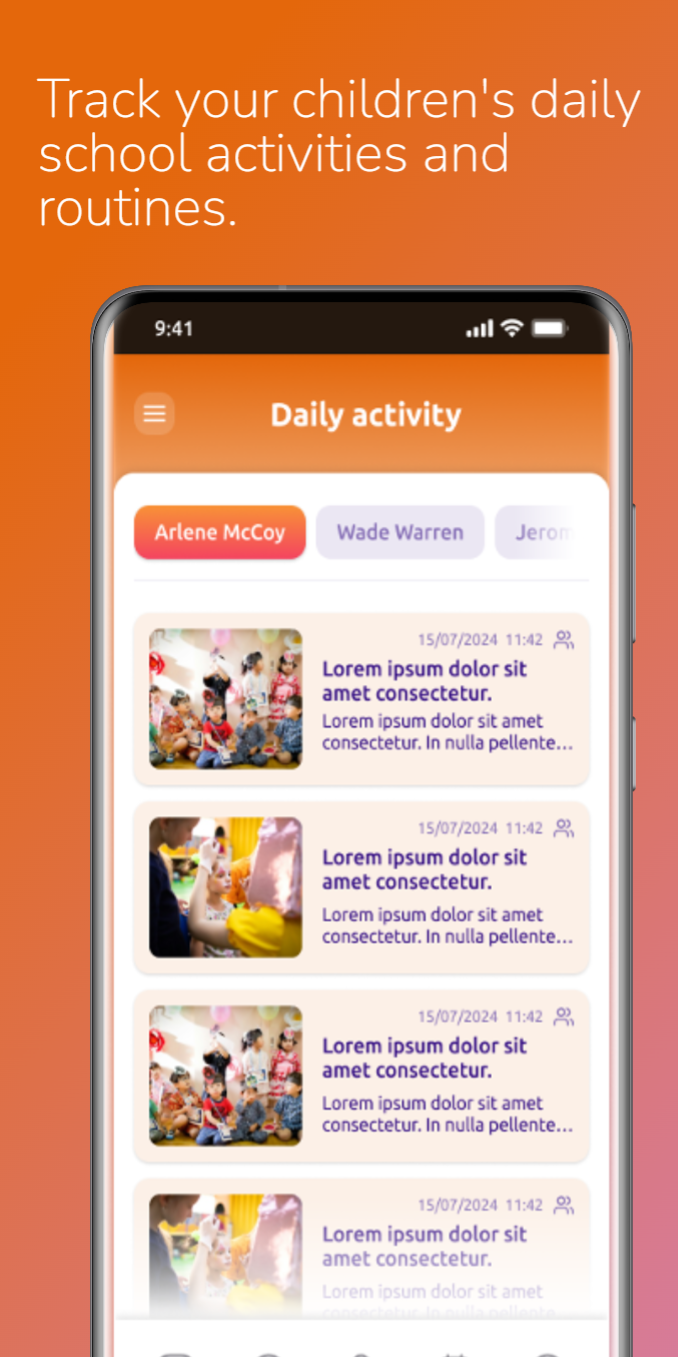 Track your children's daily
school activities and
routines.
9:41
Daily activity
Arlene McCoy
Wade Warren
Jerom
15/07/2024 11:42
Lorem ipsum dolor sit
amet consectetur.
Lorem ipsum dolor sit amet
consectetur. In nulla pellente...
15/07/2024 11:42
Lorem ipsum dolor sit
amet consectetur.
Lorem ipsum dolor sit amet
consectetur. In nulla pellente...
15/07/2024 11:42
Lorem ipsum dolor sit
amet consectetur.
Lorem ipsum dolor sit amet
consectetur. In nulla pellente...
15/07/2024 11:42
Lorem ipsum dolor sit
amet consectetur.
Lorem ipsum dolor sit amet
consectetur. In nulla pellente...